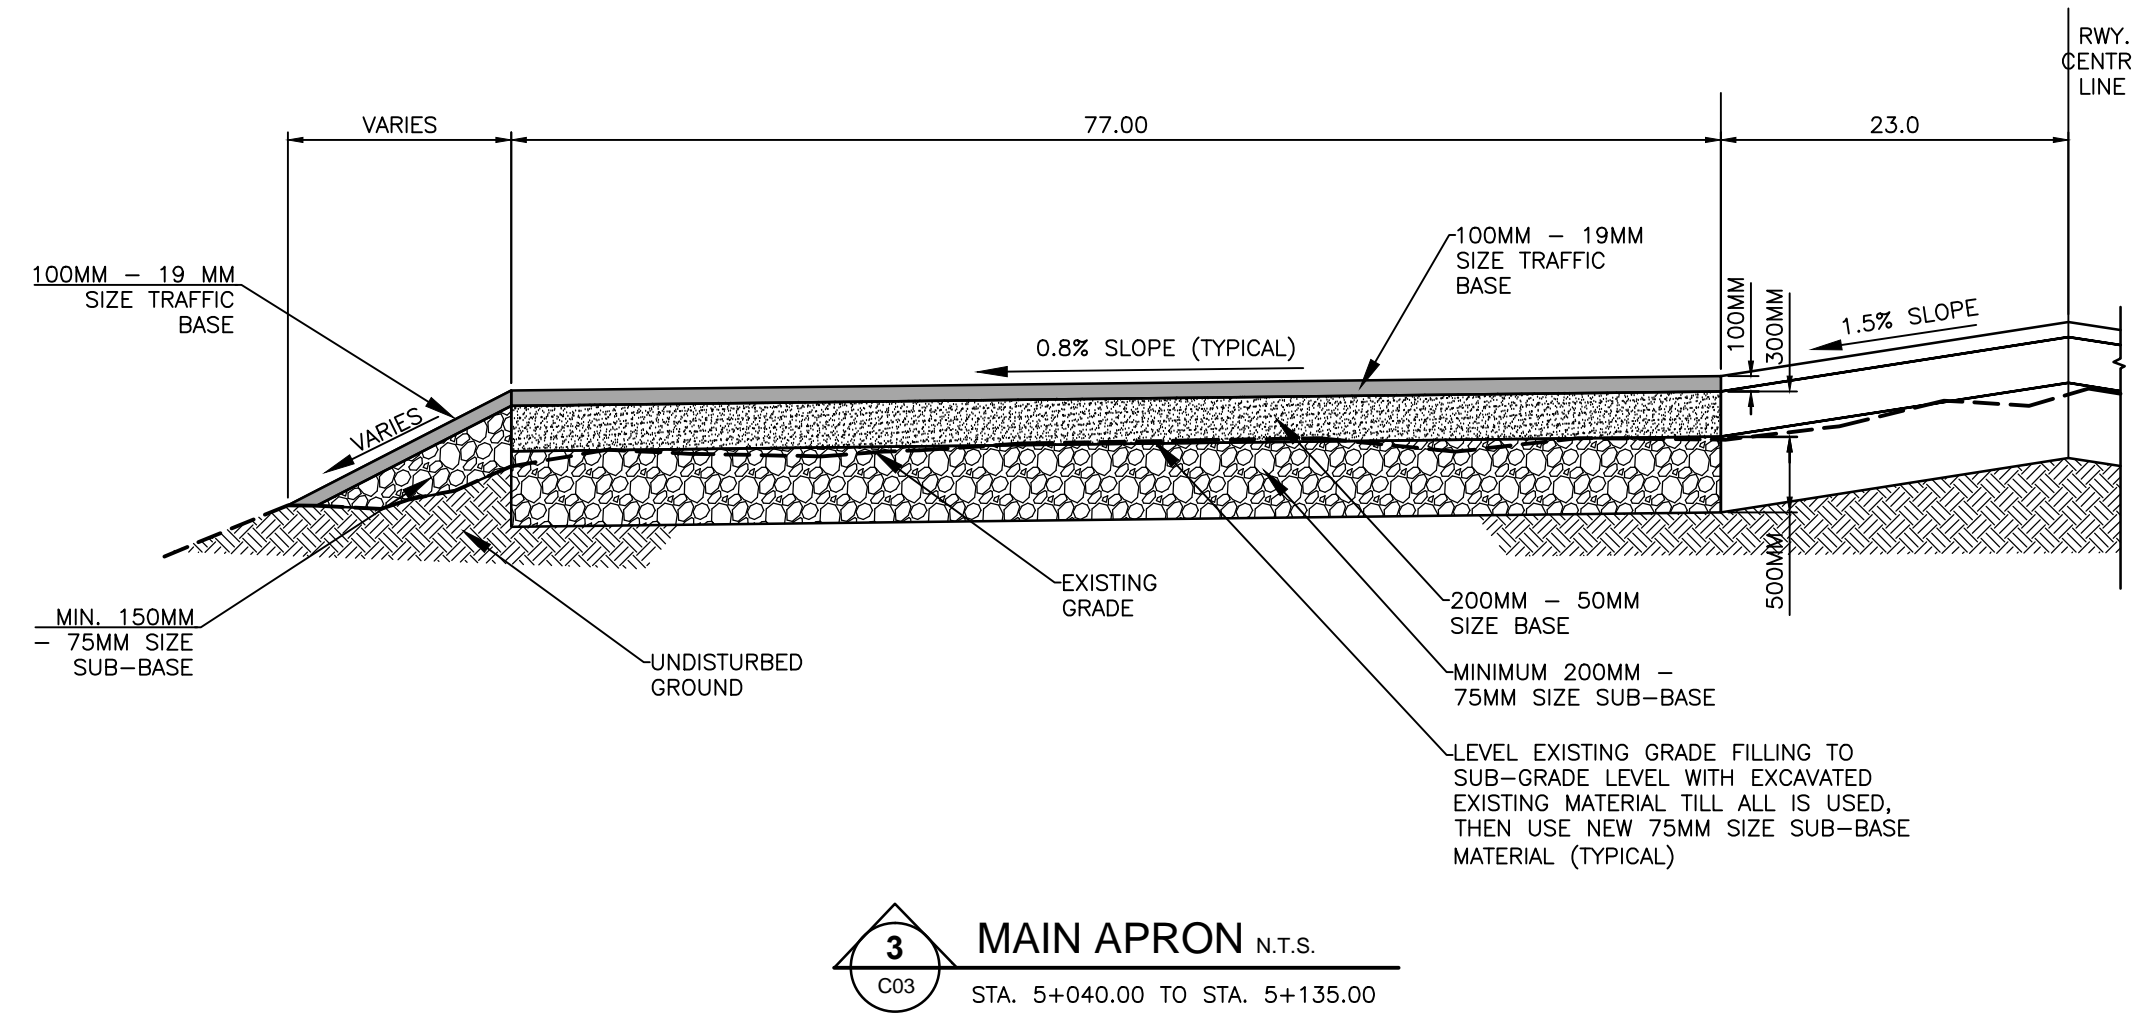 RWY.
CENTR
LINE
VARIES
77.00
23.0
100MM - 19MM
SIZE TRAFFIC
BASE
100MM - 19 MM
SIZE TRAFFIC
BASE
100MM
300MM
1.5% SLOPE
0.8% SLOPE (TYPICAL)
VARIES
500MM
EXISTING
GRADE
200MM - 50MM
SIZE BASE
MIN. 150MM
- 75MM SIZE
SUB-BASE
UNDISTURBED
GROUND
MINIMUM 200MM -
75MM SIZE SUB-BASE
LEVEL EXISTING GRADE FILLING TO
SUB-GRADE LEVEL WITH EXCAVATED
EXISTING MATERIAL TILL ALL IS USED,
THEN USE NEW 75MM SIZE SUB-BASE
MATERIAL (TYPICAL)
3
C03
MAIN APRON N.T.S.
STA. 5+040.00 TO STA. 5+135.00